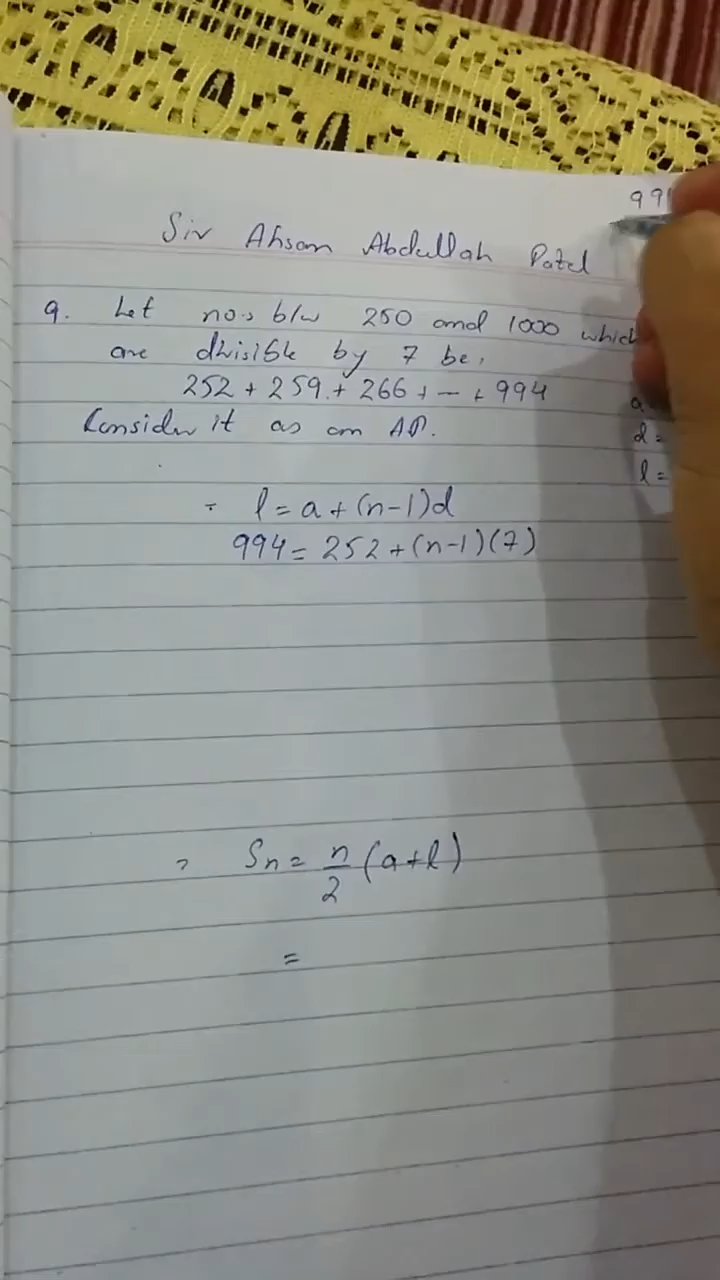 99
Sir Ahsan Abdullah Patel
9. Let no.s b/w 250 and 1000 which
are divisible by 7 be,
252 + 259 + 266 + --- + 994
Consider it as an AP.
a
d =
l =
l = a + (n-1)d
994 = 252 + (n-1)(7)
Sn = n/2 (a+l)
=